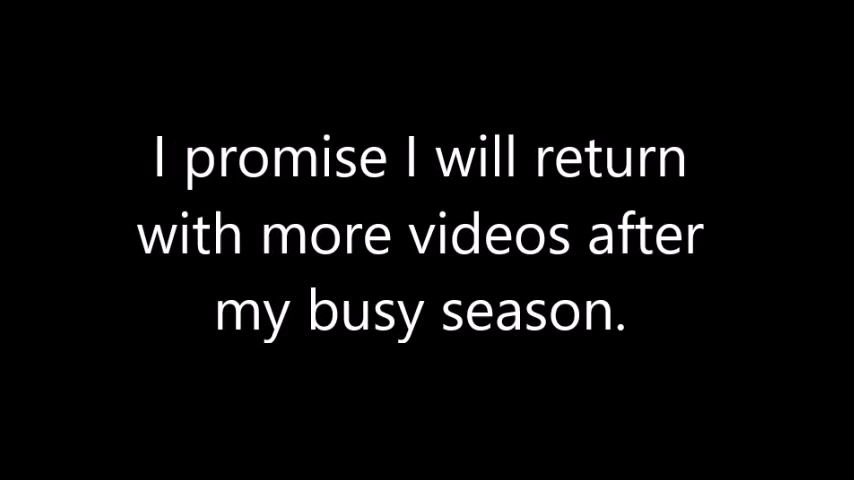 I promise I will return
with more videos after
my busy season.